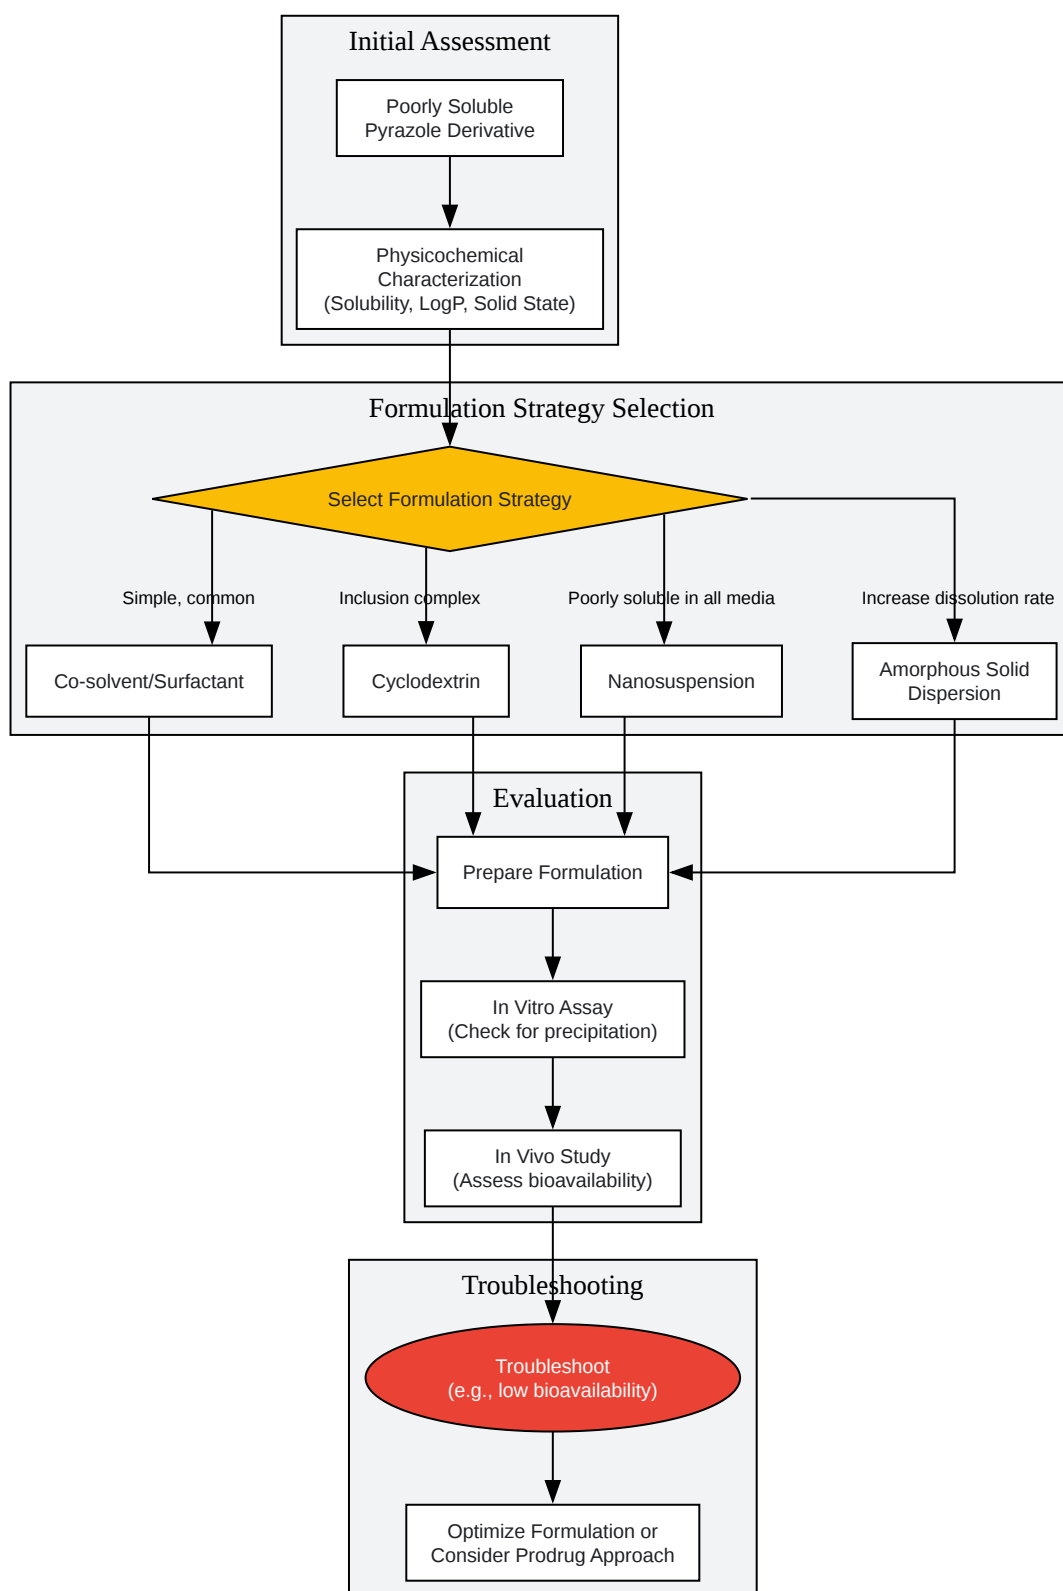 Initial Assessment
Poorly Soluble
Pyrazole Derivative
Physicochemical
Characterization
(Solubility, LogP, Solid State)
Formulation Strategy Selection
Select Formulation Strategy
Simple, common
Inclusion complex
Poorly soluble in all media
Increase dissolution rate
Co-solvent/Surfactant
Cyclodextrin
Nanosuspension
Amorphous Solid
Dispersion
Evaluation
Prepare Formulation
In Vitro Assay
(Check for precipitation)
In Vivo Study
(Assess bioavailability)
Troubleshooting
Troubleshoot
(e.g., low bioavailability)
Optimize Formulation or
Consider Prodrug Approach